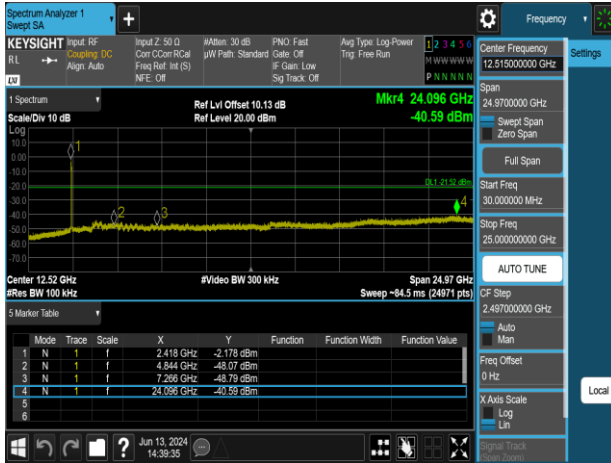 Spectrum Analyzer 1
Swept SA
+
Frequency
KEYSIGHT
Input: RF
Coupling: DC
Align: Auto
RL
LXI
Input Z: 50 Ω
Corr CCorr RCal
Freq Ref: Int (S)
NFE: Off
#Atten: 30 dB
µW Path: Standard
PNO: Fast
Gate: Off
IF Gain: Low
Sig Track: Off
Avg Type: Log-Power
Trig: Free Run
1 2 3 4 5 6
M W W W W W
P N N N N N
Center Frequency
12.515000000 GHz
Settings
Span
24.9700000 GHz
Swept Span
Zero Span
Full Span
Start Freq
30.000000 MHz
Stop Freq
25.000000000 GHz
AUTO TUNE
CF Step
2.497000000 GHz
Auto
Man
Freq Offset
0 Hz
X Axis Scale
Log
Lin
Signal Track
(Span Zoom)
Local
1 Spectrum
Scale/Div 10 dB
Log
Ref Lvl Offset 10.13 dB
Ref Level 20.00 dBm
Mkr4 24.096 GHz
-40.59 dBm
10.0
0.00
-10.0
-20.0
-30.0
-40.0
-50.0
-60.0
-70.0
1
2
3
4
DL1 -21.52 dBm
Center 12.52 GHz
#Res BW 100 kHz
#Video BW 300 kHz
Span 24.97 GHz
Sweep ~84.5 ms (24971 pts)
5 Marker Table
Mode Trace Scale X Y Function Function Width Function Value
1 N 1 f 2.418 GHz -2.178 dBm
2 N 1 f 4.844 GHz -48.07 dBm
3 N 1 f 7.266 GHz -48.79 dBm
4 N 1 f 24.096 GHz -40.59 dBm
5
6
?
Jun 13, 2024
14:39:35